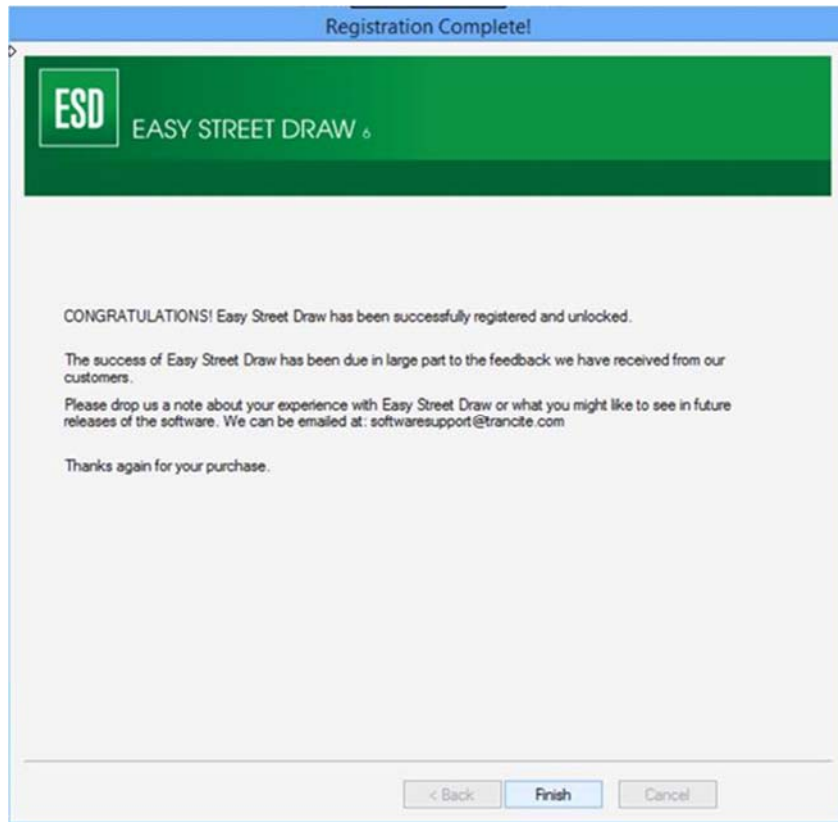 Registration Complete!
ESD
EASY STREET DRAW 6
CONGRATULATIONS! Easy Street Draw has been successfully registered and unlocked.
The success of Easy Street Draw has been due in large part to the feedback we have received from our
customers.
Please drop us a note about your experience with Easy Street Draw or what you might like to see in future
releases of the software. We can be emailed at: softwaresupport@trancite.com
Thanks again for your purchase.
< Back Finish Cancel